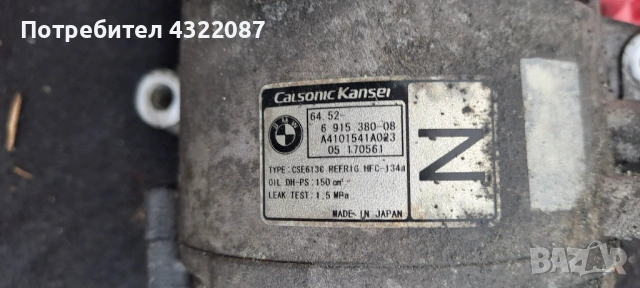 Потребител 4322087
Calsonic Kansei
64.52-
6 915 380-08
A4101541A023
05 170561
TYPE: CSE613C REFRIG HFC-134a
OIL DH-PS: 150 cm³
LEAK TEST: 1,5 MPa
MADE IN JAPAN
N
BAZAR